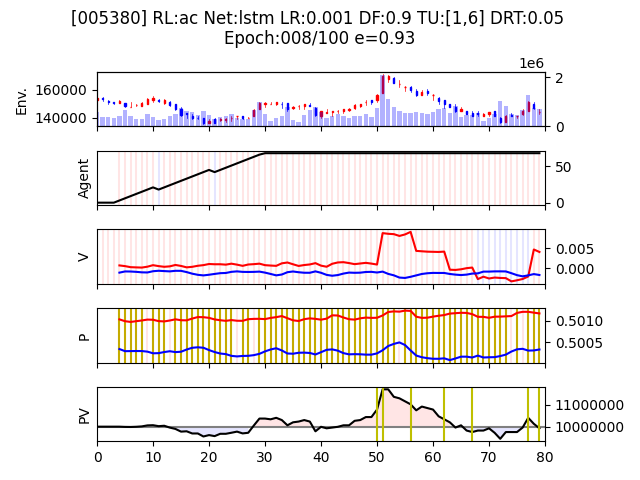 [005380] RL:ac Net:lstm LR:0.001 DF:0.9 TU:[1,6] DRT:0.05
Epoch:008/100 e=0.93
1e6
Env.
160000
140000
2
0
Agent
50
0
V
0.005
0.000
P
0.5010
0.5005
PV
11000000
10000000
0 10 20 30 40 50 60 70 80